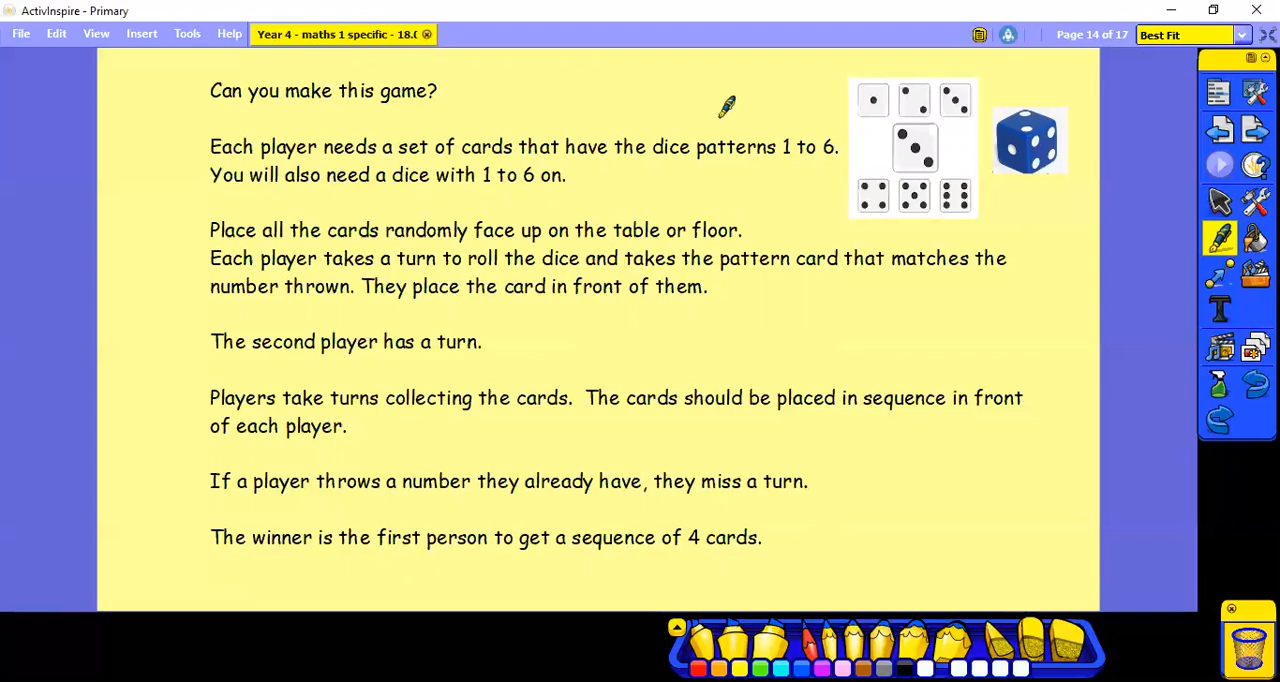 ActivInspire - Primary
File Edit View Insert Tools Help Year 4 - maths 1 specific - 18.( Page 14 of 17 Best Fit
Can you make this game?
Each player needs a set of cards that have the dice patterns 1 to 6.
You will also need a dice with 1 to 6 on.
Place all the cards randomly face up on the table or floor.
Each player takes a turn to roll the dice and takes the pattern card that matches the
number thrown. They place the card in front of them.
The second player has a turn.
Players take turns collecting the cards. The cards should be placed in sequence in front
of each player.
If a player throws a number they already have, they miss a turn.
The winner is the first person to get a sequence of 4 cards.